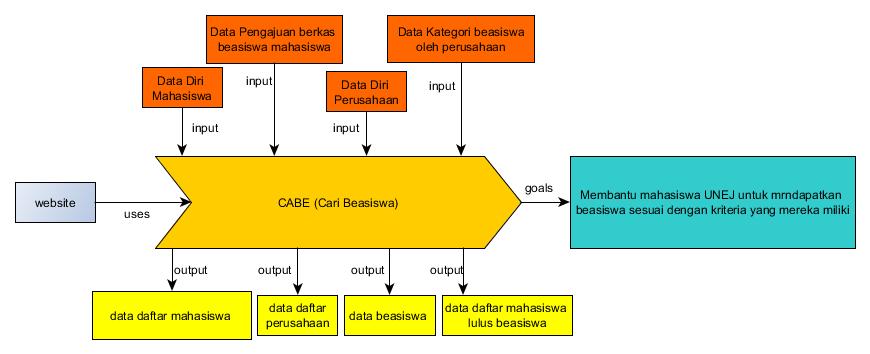 Data Pengajuan berkas
beasiswa mahasiswa
Data Kategori beasiswa
oleh perusahaan
Data Diri
Mahasiswa
input
Data Diri
Perusahaan
input
input
input
website
uses
CABE (Cari Beasiswa)
goals
Membantu mahasiswa UNEJ untuk mrndapatkan
beasiswa sesuai dengan kriteria yang mereka miliki
output
output
output
output
data daftar mahasiswa
data daftar
perusahaan
data beasiswa
data daftar mahasiswa
lulus beasiswa